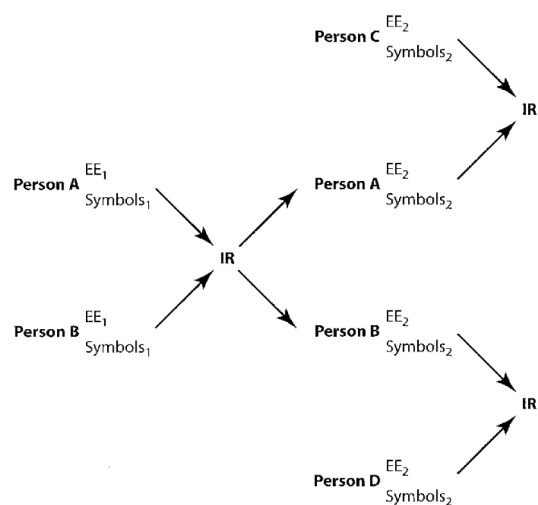 Person C EE₂
Symbols₂
IR
Person A EE₁
Symbols₁
Person A EE₂
Symbols₂
IR
Person B EE₁
Symbols₁
Person B EE₂
Symbols₂
IR
Person D EE₂
Symbols₂